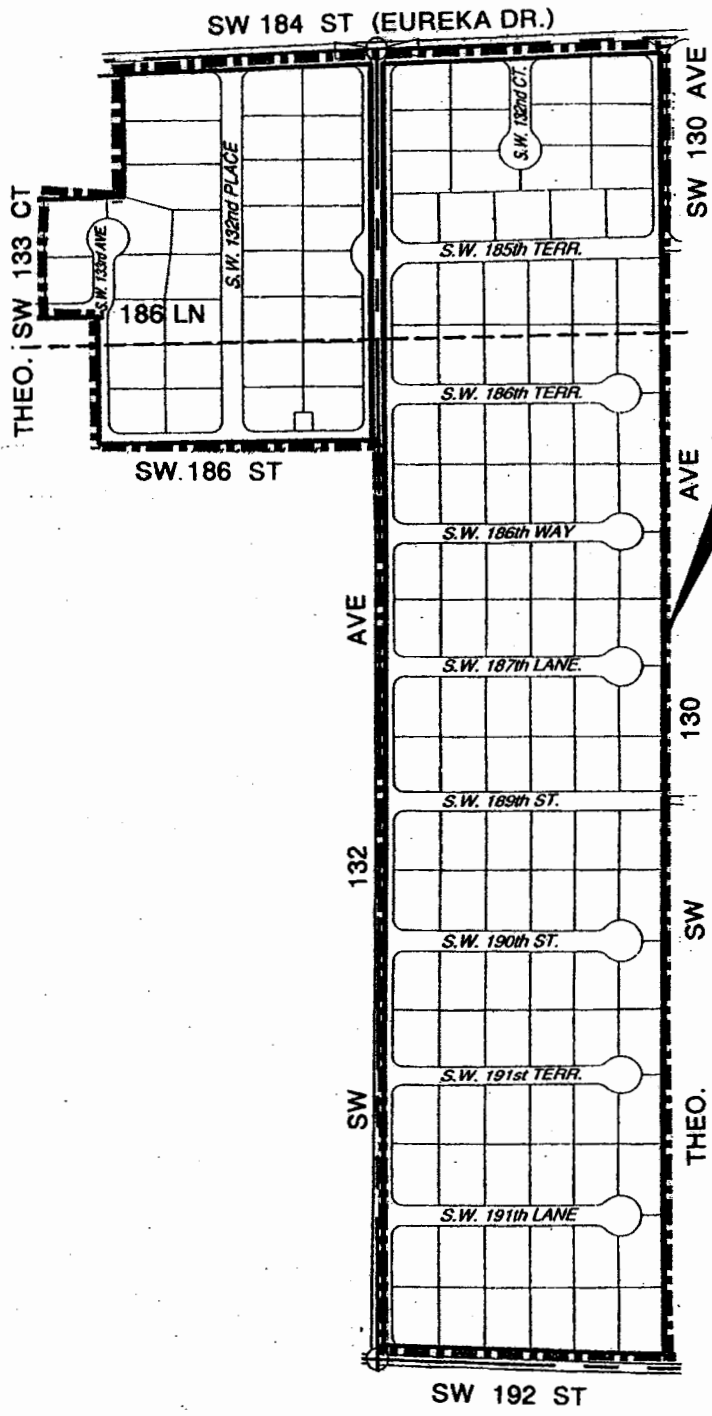 SW 184 ST (EUREKA DR.)
SW 130 AVE
S.W. 132nd CT.
S.W. 132nd PLACE
THEO. SW 133 CT
S.W. 133rd AVE
S.W. 185th TERR.
186 LN
S.W. 186th TERR.
SW. 186 ST
S.W. 186th WAY
S.W. 187th LANE.
S.W. 189th ST.
S.W. 190th ST.
S.W. 191st TERR.
S.W. 191th LANE
SW 132 AVE
THEO. SW 130 AVE
SW 192 ST